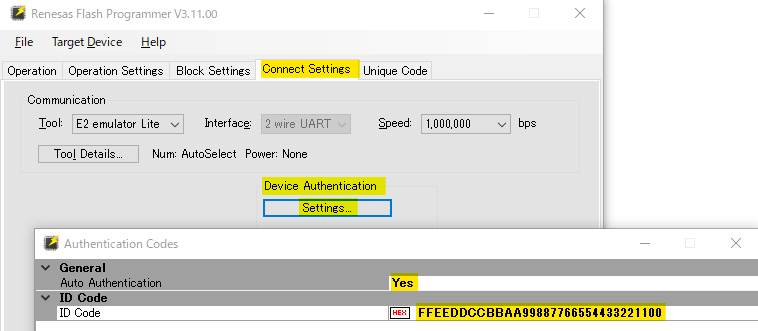 Renesas Flash Programmer V3.11.00
File Target Device Help
Operation Operation Settings Block Settings Connect Settings Unique Code
Communication
Tool: E2 emulator Lite Interface: 2 wire UART Speed: 1,000,000 bps
Tool Details... Num: AutoSelect Power: None
Device Authentication
Settings...
Authentication Codes
General
Auto Authentication Yes
ID Code
ID Code HEX FFEEDDCCBBAA99887766554433221100